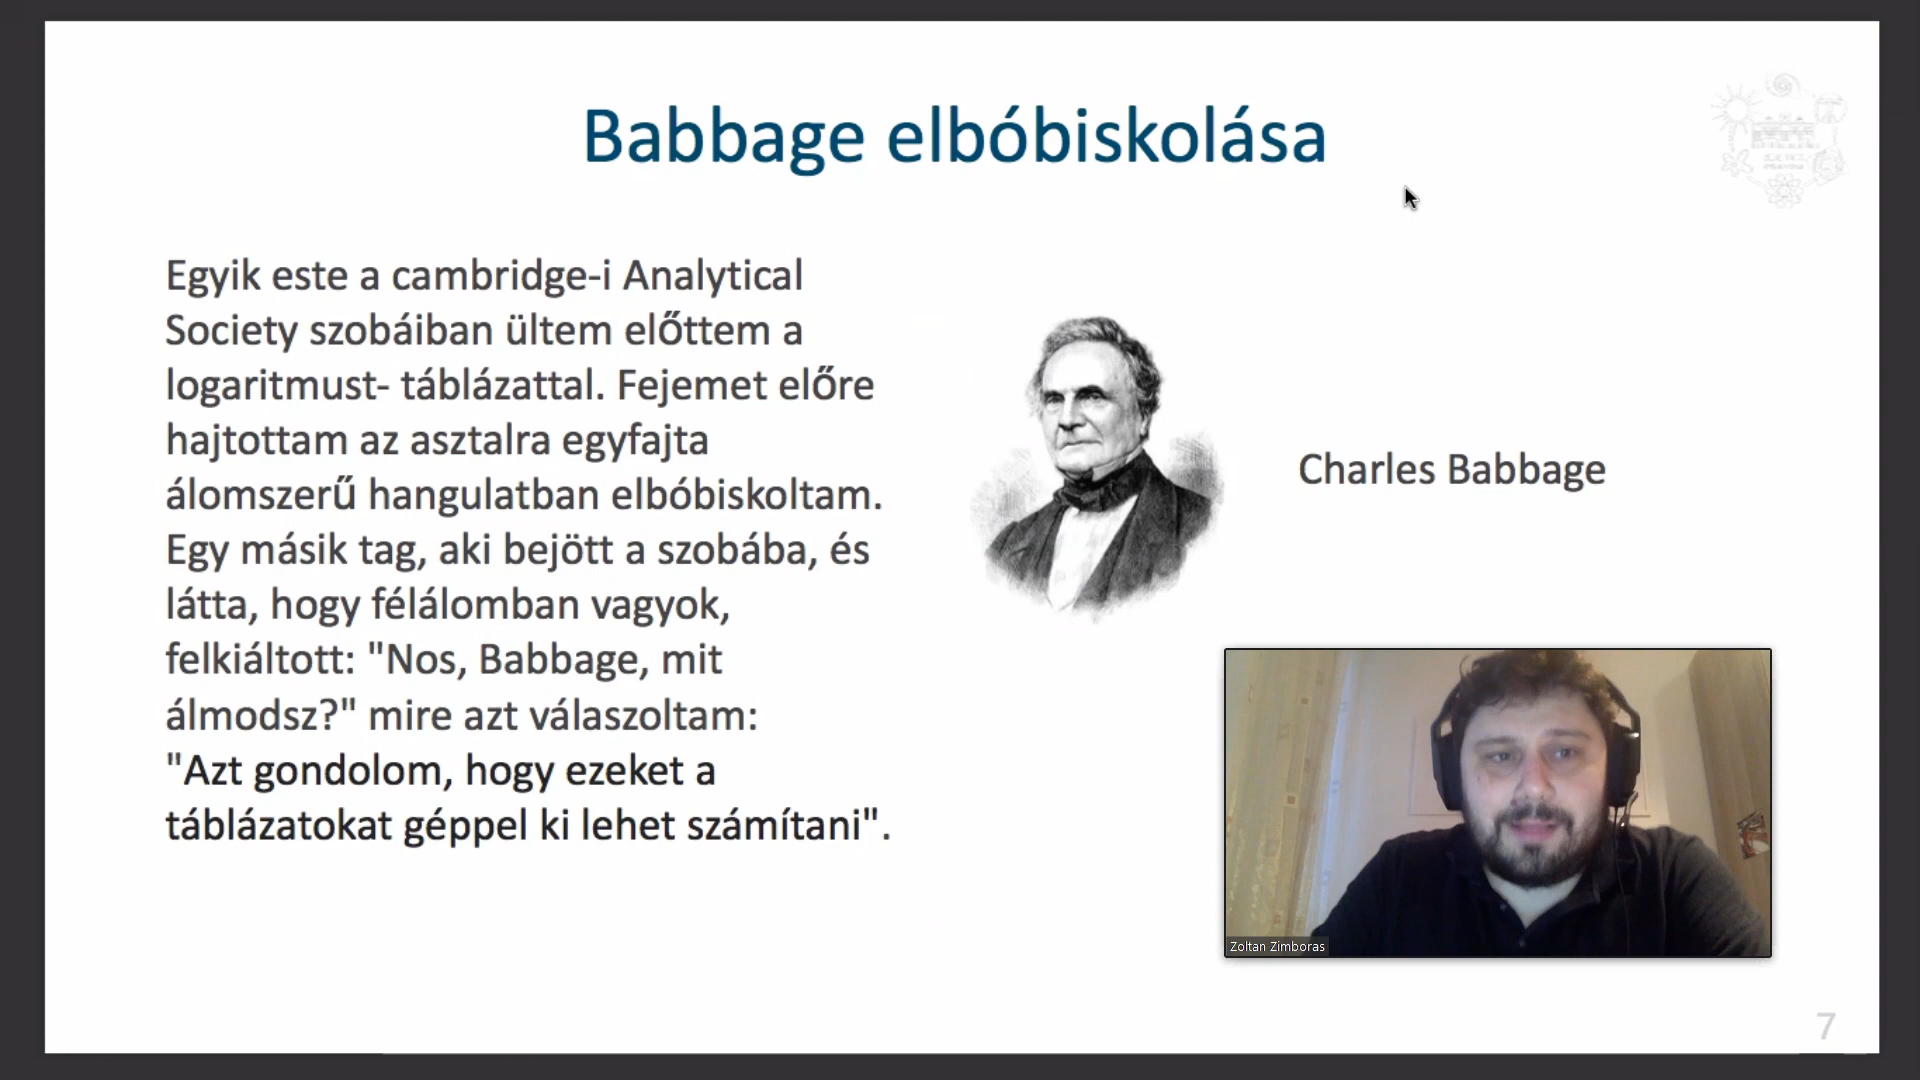 Babbage elbóbiskolása
Egyik este a cambridge-i Analytical
Society szobáiban ültem előttem a
logaritmust- táblázattal. Fejemet előre
hajtottam az asztalra egyfajta
álomszerű hangulatban elbóbiskoltam.
Egy másik tag, aki bejött a szobába, és
látta, hogy félálomban vagyok,
felkiáltott: "Nos, Babbage, mit
álmodsz?" mire azt válaszoltam:
"Azt gondolom, hogy ezeket a
táblázatokat géppel ki lehet számítani".
Charles Babbage
Zoltan Zimboras
7